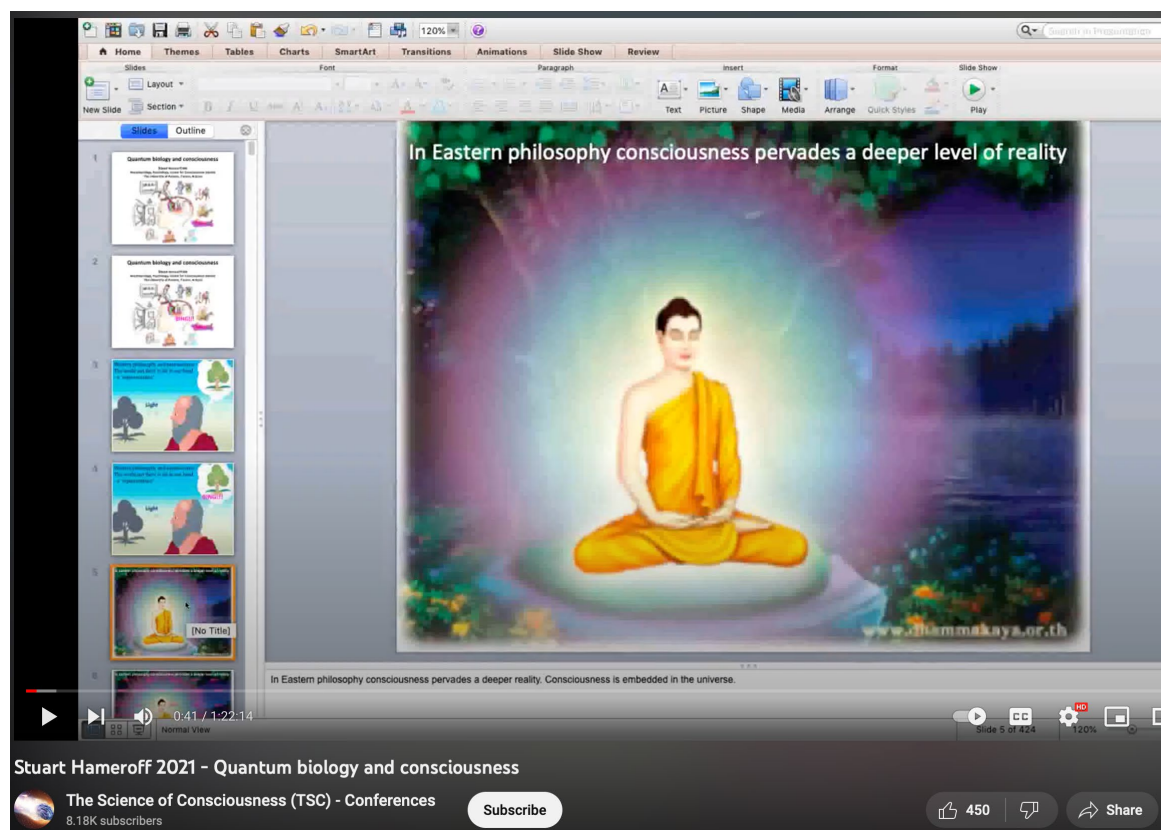 120%
Home Themes Tables Charts SmartArt Transitions Animations Slide Show Review
Slides Font Paragraph Insert Format Slide Show
Layout
New Slide Section Text Picture Shape Media Arrange Quick Styles Play
Slides Outline
1
Quantum biology and consciousness
2
Quantum biology and consciousness
3
Light
4
Light
5
[No Title]
6
In Eastern philosophy consciousness pervades a deeper level of reality
www.dhammakaya.or.th
In Eastern philosophy consciousness pervades a deeper reality. Consciousness is embedded in the universe.
0:41 / 1:22:14
CC HD
Normal View Slide 5 of 424 120%
Stuart Hameroff 2021 - Quantum biology and consciousness
The Science of Consciousness (TSC) - Conferences
8.18K subscribers
Subscribe
450
Share